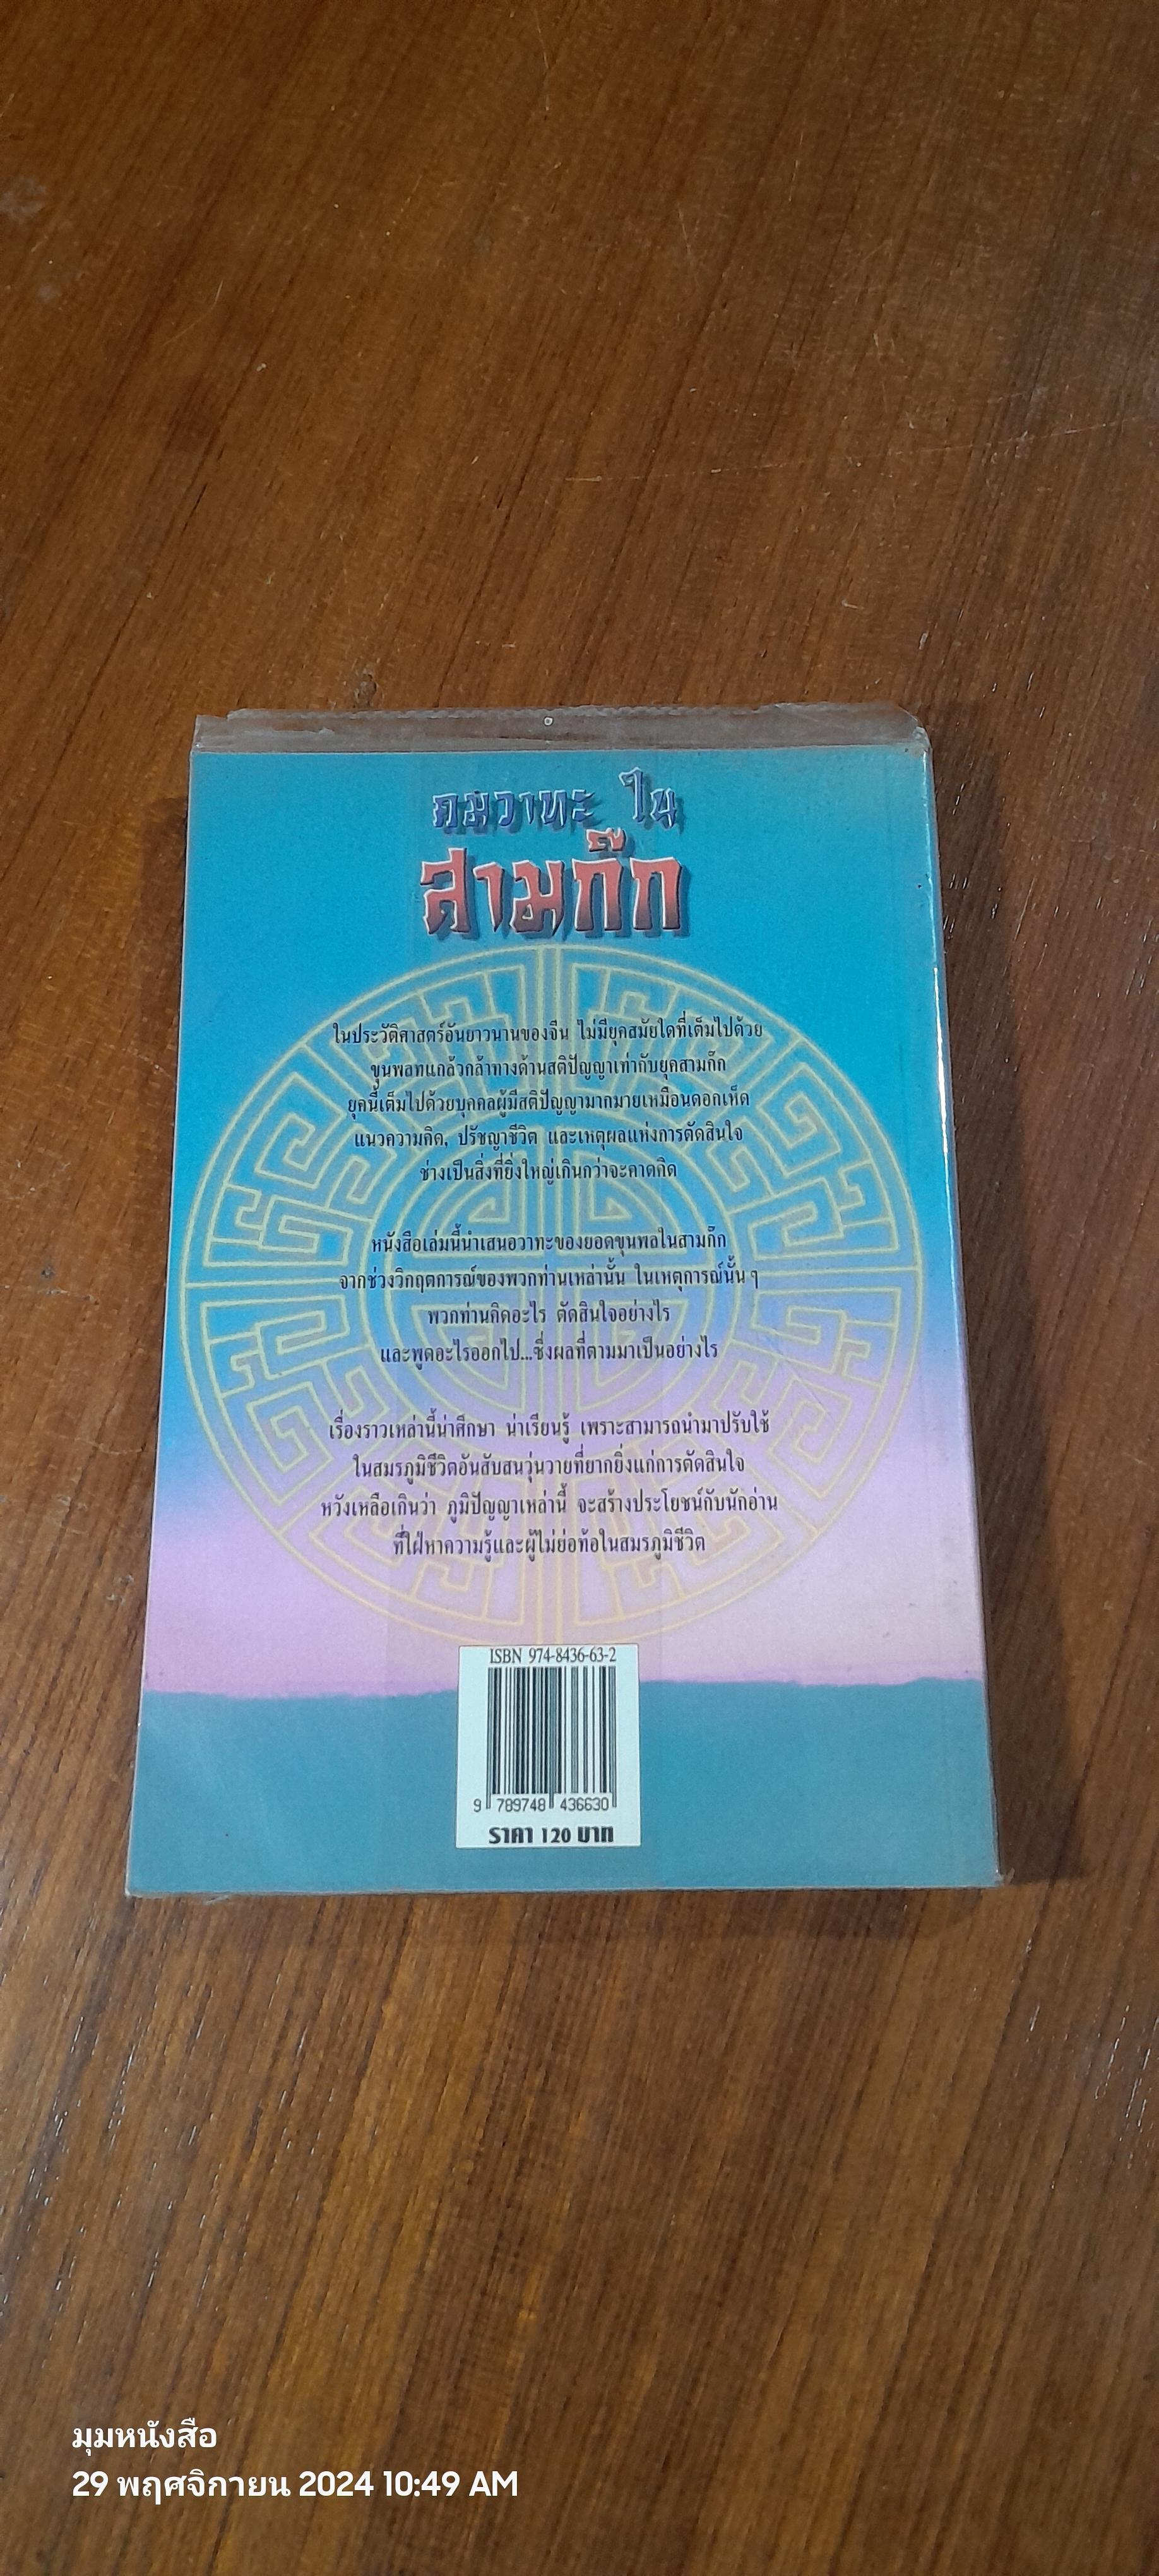 คมวาทะ ใน
สามก๊ก
ในประวัติศาสตร์อันยาวนานของจีน ไม่มียุคสมัยใดที่เต็มไปด้วย
ขุนพลที่แกล้วกล้าทางด้านสติปัญญาเท่ากับยุคสามก๊ก
ยุคนี้เต็มไปด้วยบุคคลผู้มีสติปัญญามากมายเหมือนดอกเห็ด
แนวความคิด, ปรัชญาชีวิต และเหตุผลแห่งการตัดสินใจ
ช่างเป็นสิ่งที่ยิ่งใหญ่เกินกว่าจะคาดคิด
หนังสือเล่มนี้นำเสนอวาทะของยอดขุนพลในสามก๊ก
จากช่วงวิกฤตการณ์ของพวกท่านเหล่านั้น ในเหตุการณ์นั้น ๆ
พวกท่านคิดอะไร ตัดสินใจอย่างไร
และพูดอะไรออกไป...ซึ่งผลที่ตามมาเป็นอย่างไร
เรื่องราวเหล่านี้น่าศึกษา น่าเรียนรู้ เพราะสามารถนำมาปรับใช้
ในสมรภูมิชีวิตอันสับสนวุ่นวายที่ยากยิ่งแก่การตัดสินใจ
หวังเหลือเกินว่า ภูมิปัญญาเหล่านี้ จะสร้างประโยชน์กับนักอ่าน
ที่ใฝ่หาความรู้และผู้ไม่ย่อท้อในสมรภูมิชีวิต
ISBN 974-8436-63-2
9 789748 436630
ราคา 120 บาท
มุมหนังสือ
29 พฤศจิกายน 2024 10:49 AM